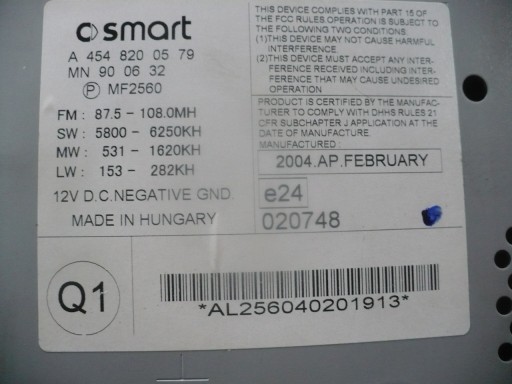 smart
A 454 820 05 79
MN 90 06 32
P MF2560
FM : 87.5 - 108.0MH
SW : 5800 - 6250KH
MW : 531 - 1620KH
LW : 153 - 282KH
12V D.C.NEGATIVE GND.
MADE IN HUNGARY
THIS DEVICE COMPLIES WITH PART 15 OF
THE FCC RULES OPERATION IS SUBJECT TO
THE FOLLOWING TWO CONDITIONS:
(1)THIS DEVICE MAY NOT CAUSE HARMFUL
INTERFERENCE.
(2)THIS DEVICE MUST ACCEPT ANY INTER-
FERENCE RECEIVED INCLUDING INTER-
FERENCE THAT MAY CAUSE UNDESIRED
OPERATION
PRODUCT IS CERTIFIED BY THE MANUFAC-
TURER TO COMPLY WITH DHHS RULES 21
CFR SUBCHAPTER J APPLICATION AT THE
DATE OF MANUFACTURE.
MANUFACTURED :
2004.AP.FEBRUARY
e24
020748
Q1
*AL256040201913*